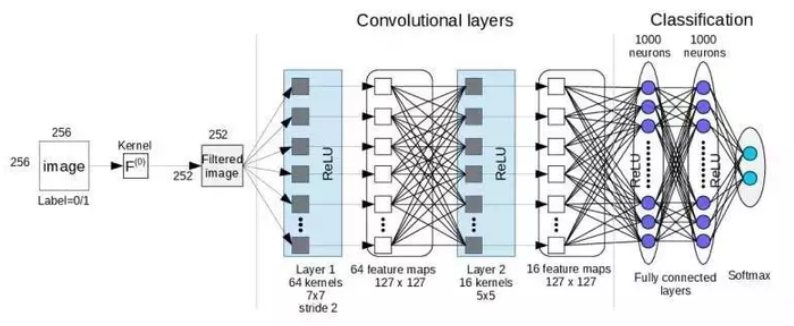 Convolutional layers
Classification
1000
neurons
1000
neurons
256
256
image
Label=0/1
Kernel
F(0)
252
252
Filtered
image
ReLU
ReLU
ReLU
ReLU
Layer 1
64 kernels
7x7
stride 2
64 feature maps
127 x 127
Layer 2
16 kernels
5x5
16 feature maps
127 x 127
Fully connected
layers
Softmax